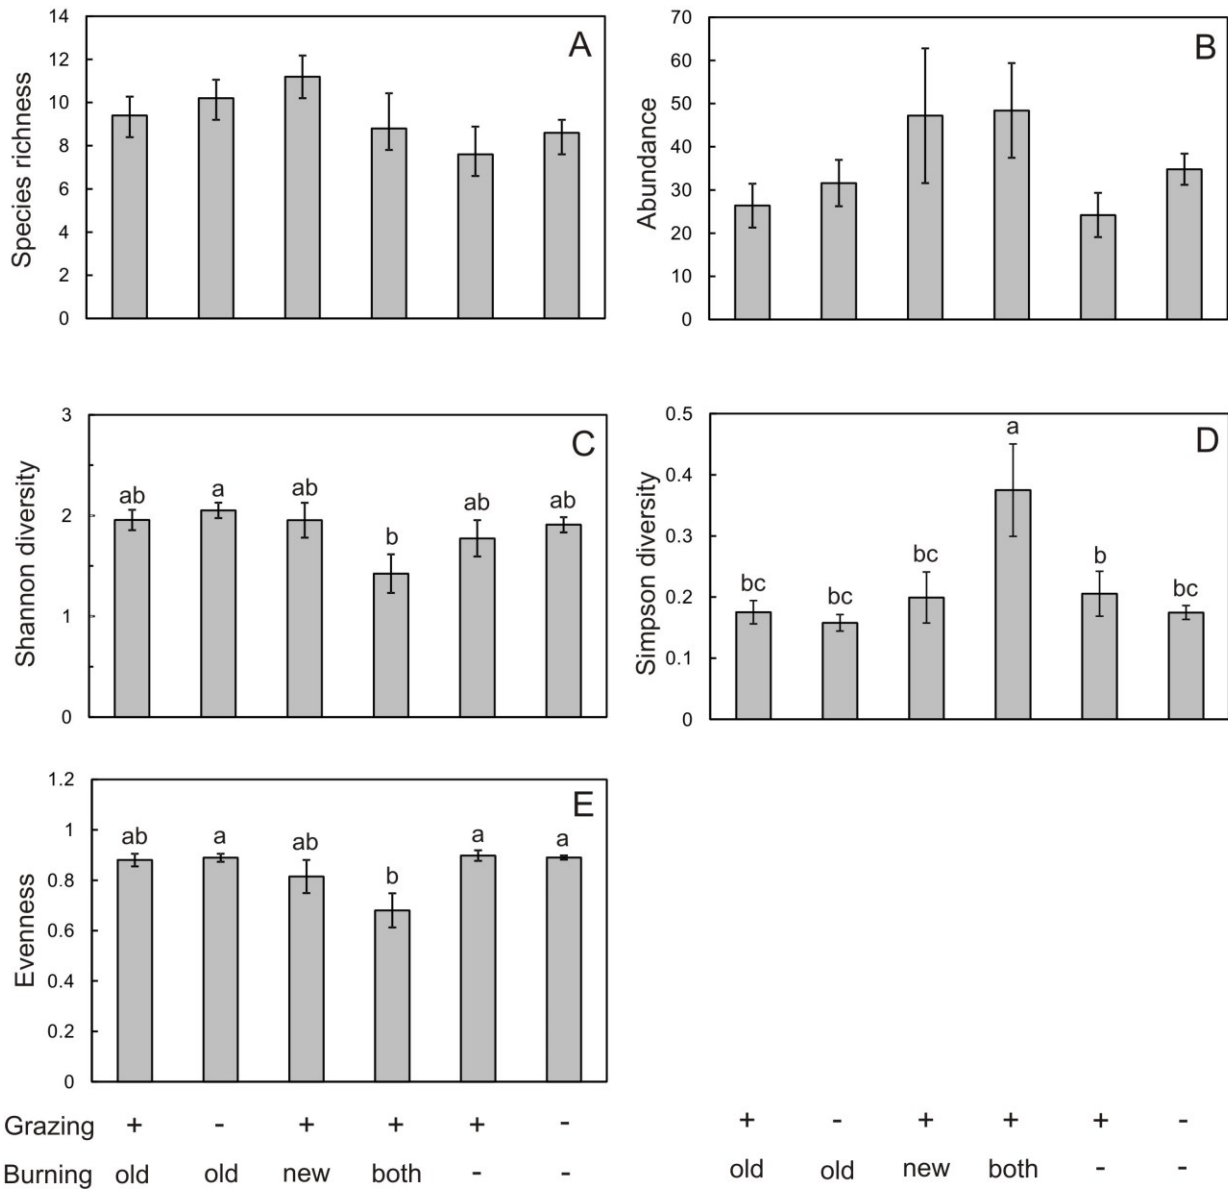 A
Species richness
14
12
10
8
6
4
2
0
B
Abundance
70
60
50
40
30
20
10
0
C
Shannon diversity
3
2
1
0
ab a ab b ab ab
D
Simpson diversity
0.5
0.4
0.3
0.2
0.1
0
bc bc bc a b bc
E
Evenness
1.2
1
0.8
0.6
0.4
0.2
0
ab a ab b a a
Grazing + - + + + -
Burning old old new both - -
+ - + + + -
old old new both - -